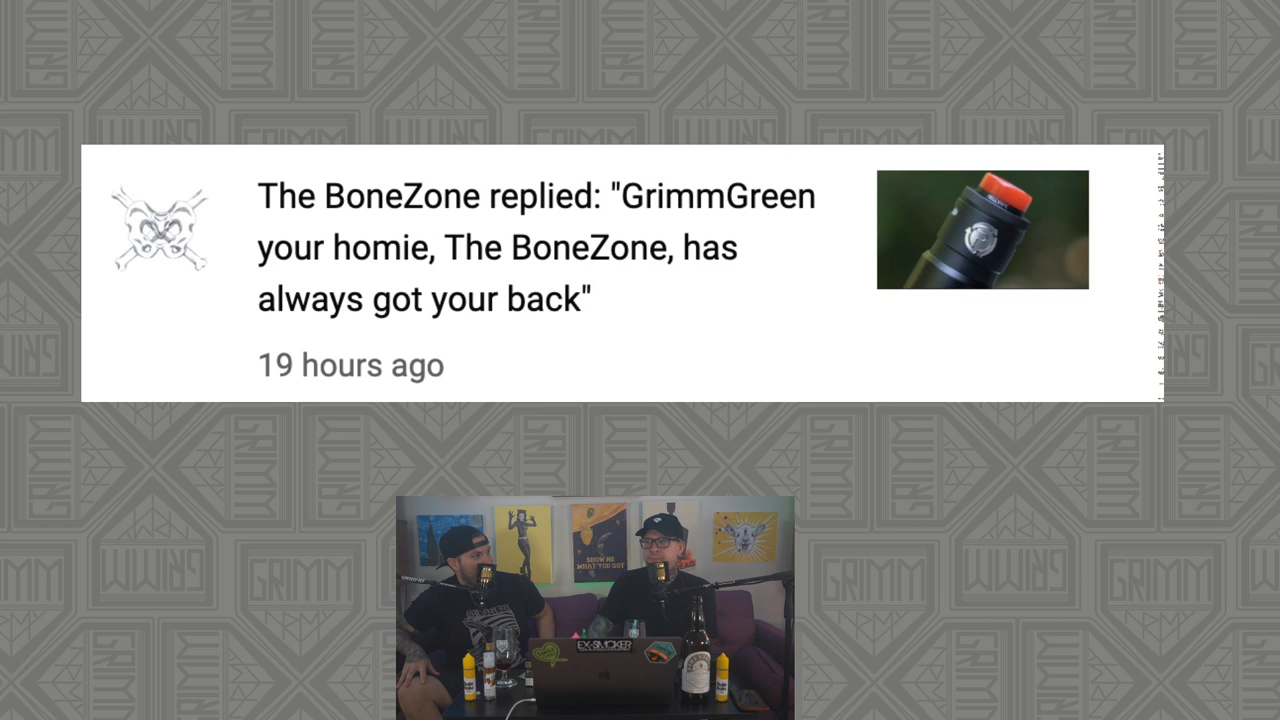 The BoneZone replied: "GrimmGreen
your homie, The BoneZone, has
always got your back"
19 hours ago
GRIMM
SHOW ME
WHAT YOU GOT
EX-SMOKER